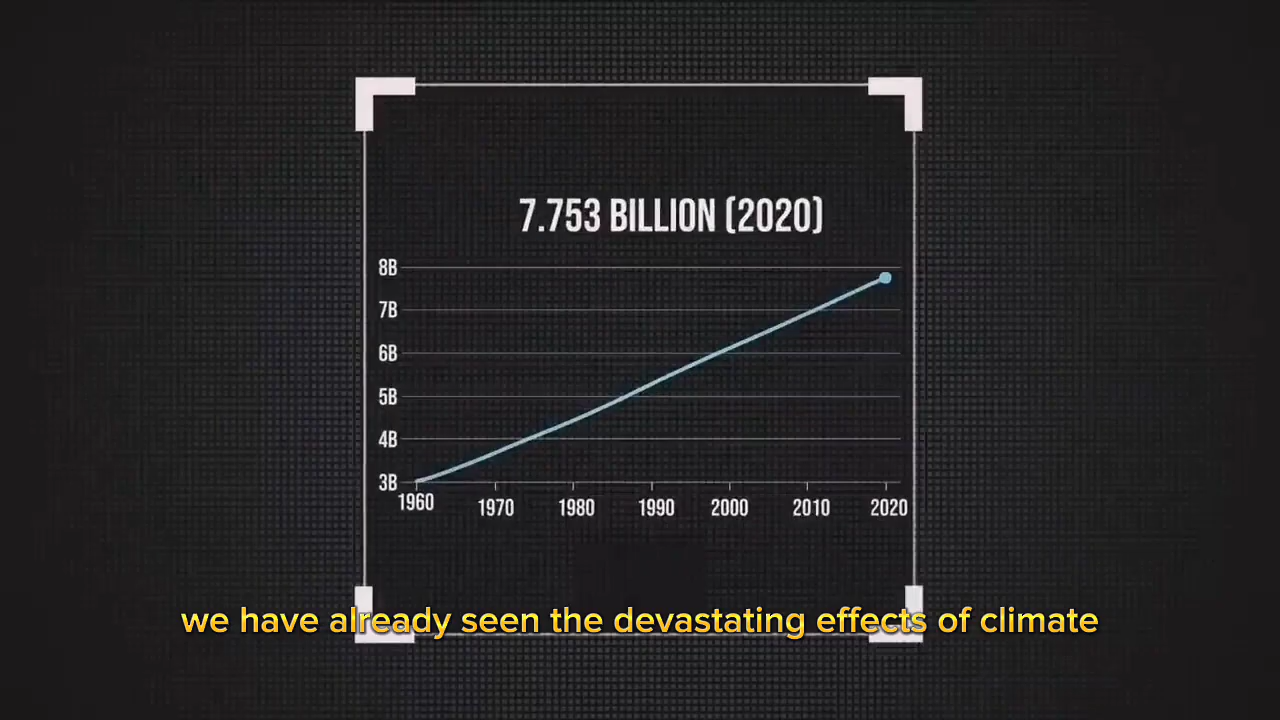 7.753 BILLION (2020)
8B
7B
6B
5B
4B
3B
1960 1970 1980 1990 2000 2010 2020
we have already seen the devastating effects of climate